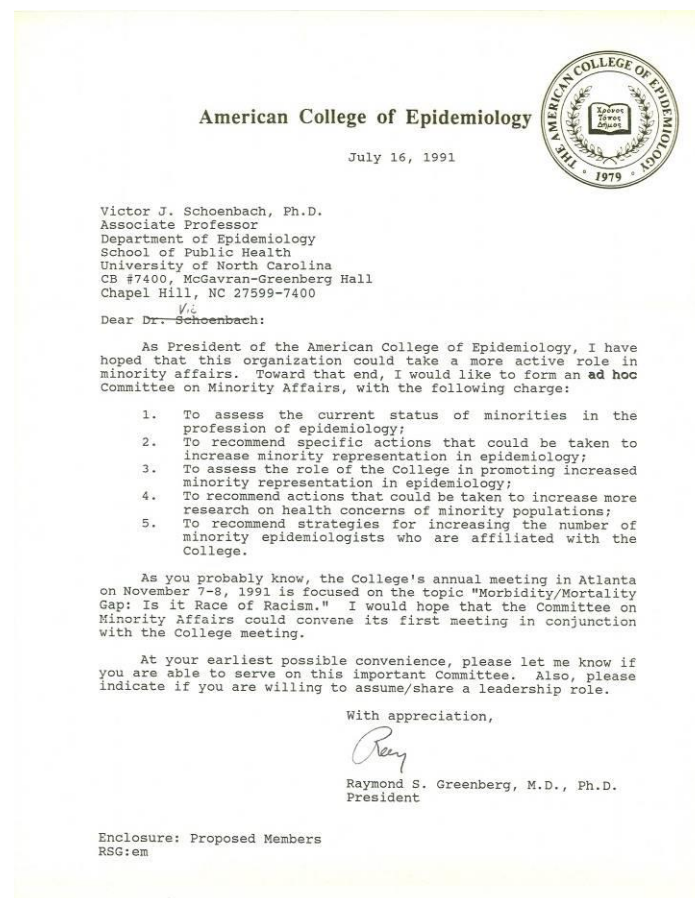 American College of Epidemiology
THE AMERICAN COLLEGE OF EPIDEMIOLOGY
Χρόνος
Τόπος
Δῆμος
1979
July 16, 1991
Victor J. Schoenbach, Ph.D.
Associate Professor
Department of Epidemiology
School of Public Health
University of North Carolina
CB #7400, McGavran-Greenberg Hall
Chapel Hill, NC 27599-7400
Vic
Dear Dr. Schoenbach:
As President of the American College of Epidemiology, I have
hoped that this organization could take a more active role in
minority affairs. Toward that end, I would like to form an ad hoc
Committee on Minority Affairs, with the following charge:
1. To assess the current status of minorities in the
profession of epidemiology;
2. To recommend specific actions that could be taken to
increase minority representation in epidemiology;
3. To assess the role of the College in promoting increased
minority representation in epidemiology;
4. To recommend actions that could be taken to increase more
research on health concerns of minority populations;
5. To recommend strategies for increasing the number of
minority epidemiologists who are affiliated with the
College.
As you probably know, the College's annual meeting in Atlanta
on November 7-8, 1991 is focused on the topic "Morbidity/Mortality
Gap: Is it Race of Racism." I would hope that the Committee on
Minority Affairs could convene its first meeting in conjunction
with the College meeting.
At your earliest possible convenience, please let me know if
you are able to serve on this important Committee. Also, please
indicate if you are willing to assume/share a leadership role.
With appreciation,
Ray
Raymond S. Greenberg, M.D., Ph.D.
President
Enclosure: Proposed Members
RSG:em